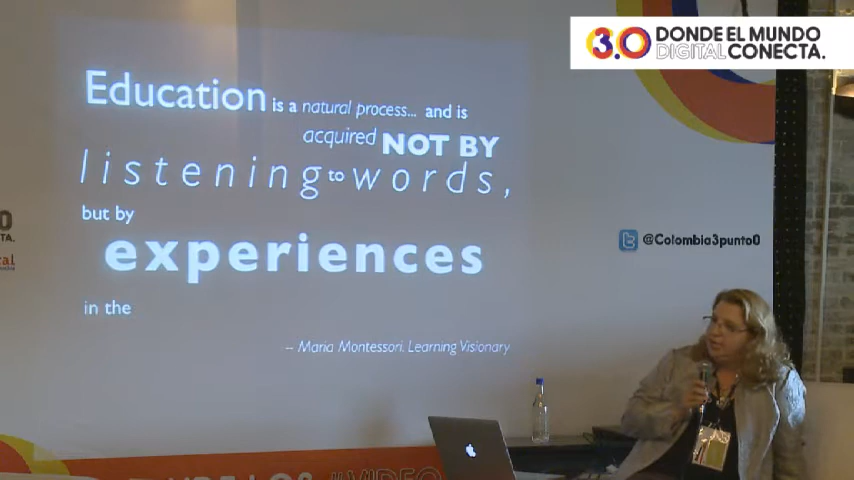 3.0 DONDE EL MUNDO
DIGITAL CONECTA.
Education is a natural process... and is
acquired NOT BY
listening to words,
but by
experiences
in the
– Maria Montessori, Learning Visionary
@Colombia3punto0